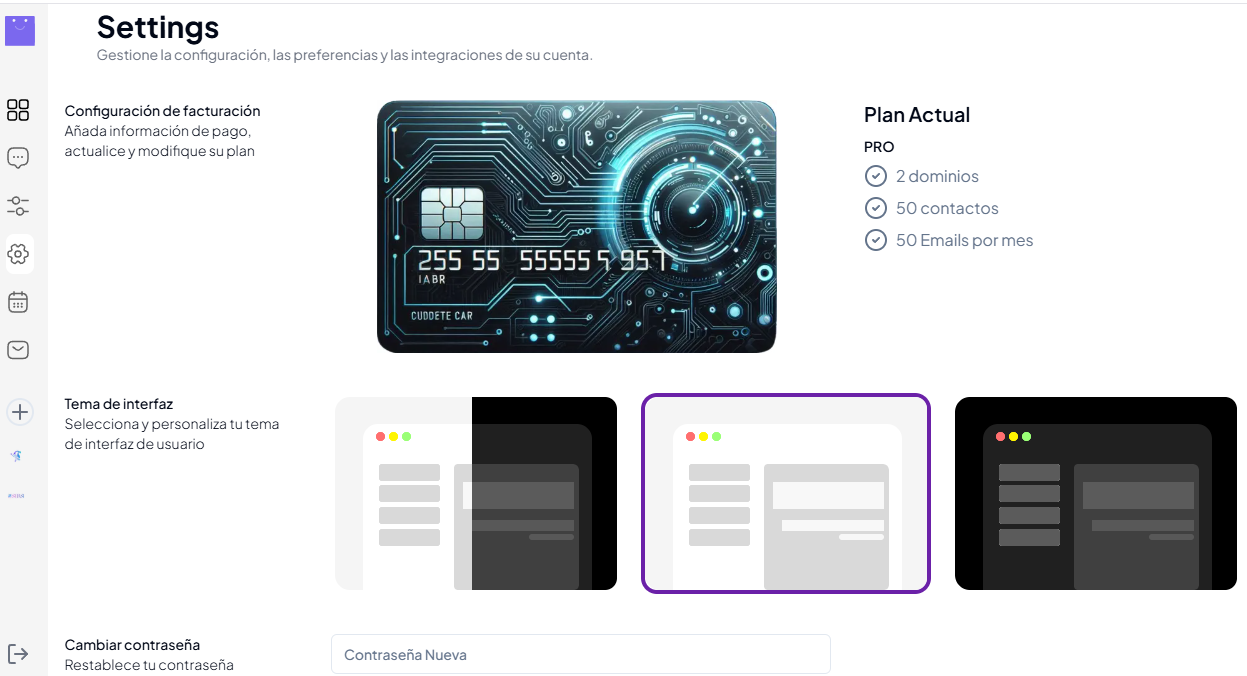 Settings
Gestione la configuración, las preferencias y las integraciones de su cuenta.
Configuración de facturación
Añada información de pago,
actualice y modifique su plan
255 55 55555 9 957
IABR
CUDDETE CAR
Plan Actual
PRO
2 dominios
50 contactos
50 Emails por mes
Tema de interfaz
Selecciona y personaliza tu tema
de interfaz de usuario
Cambiar contraseña
Restablece tu contraseña
Contraseña Nueva